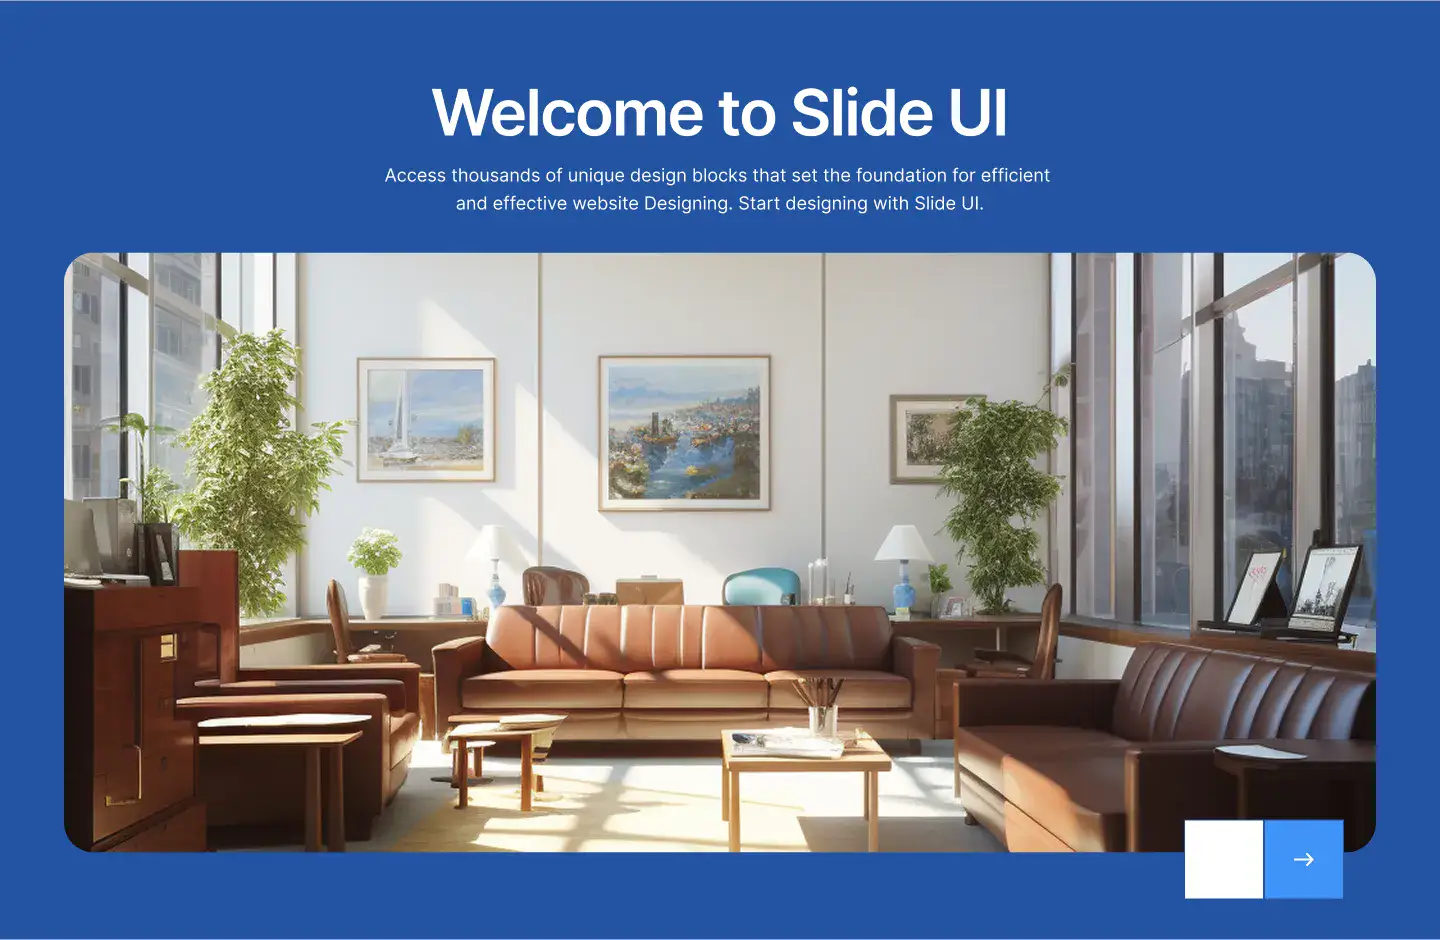 Welcome to Slide UI
Access thousands of unique design blocks that set the foundation for efficient
and effective website Designing. Start designing with Slide UI.